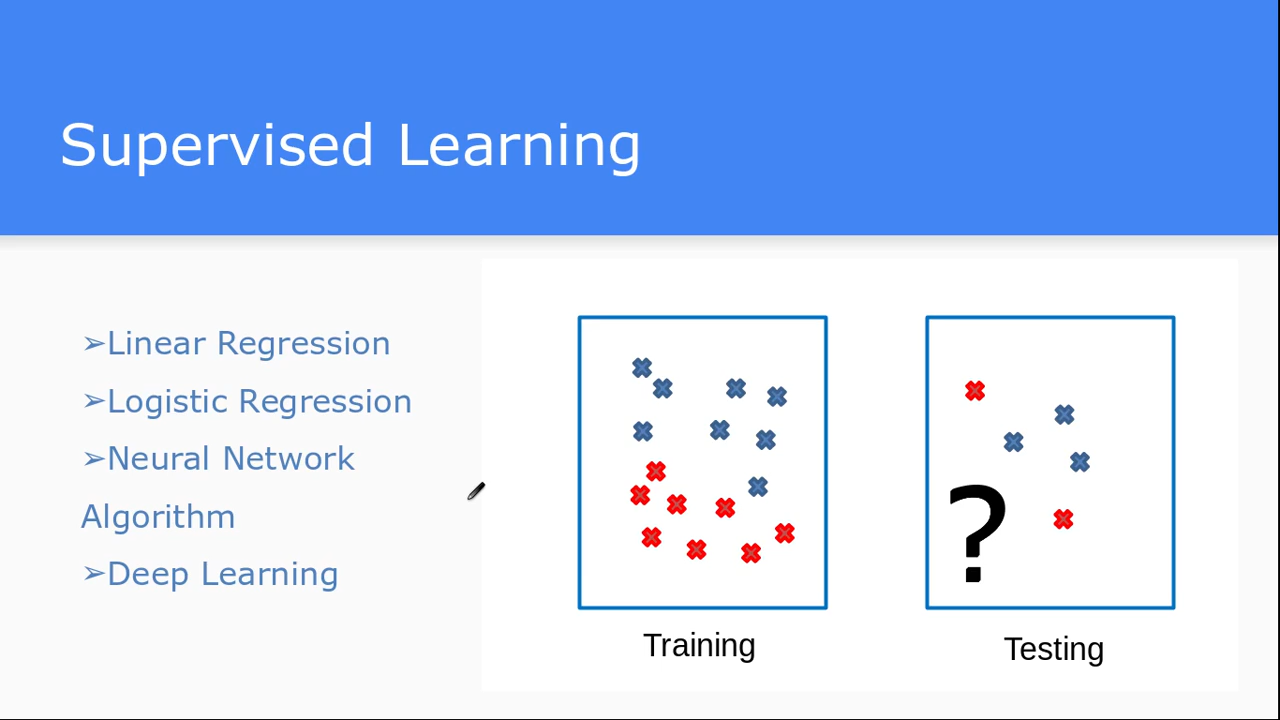 Supervised Learning
➢Linear Regression
➢Logistic Regression
➢Neural Network
Algorithm
➢Deep Learning
?
Training
Testing